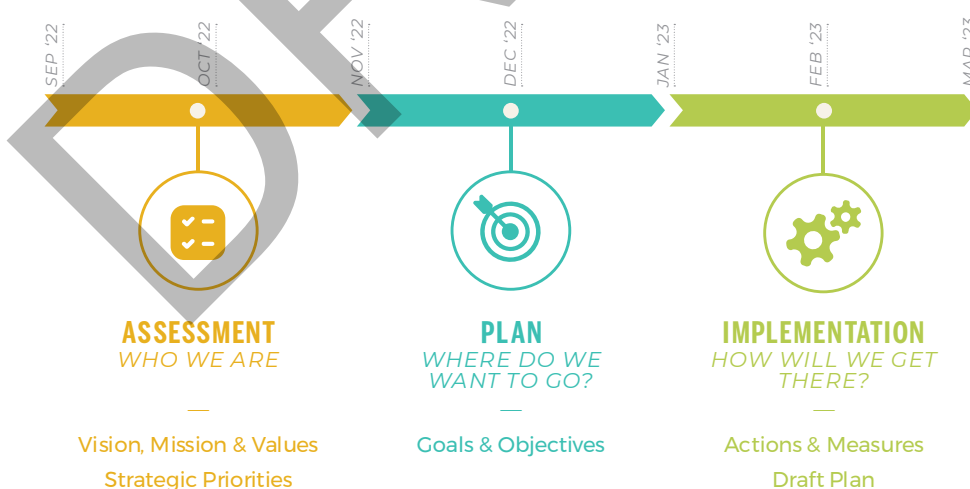 SEP '22
OCT '22
NOV '22
DEC '22
JAN '23
FEB '23
MAR '23
ASSESSMENT
WHO WE ARE
Vision, Mission & Values
Strategic Priorities
PLAN
WHERE DO WE
WANT TO GO?
Goals & Objectives
IMPLEMENTATION
HOW WILL WE GET
THERE?
Actions & Measures
Draft Plan